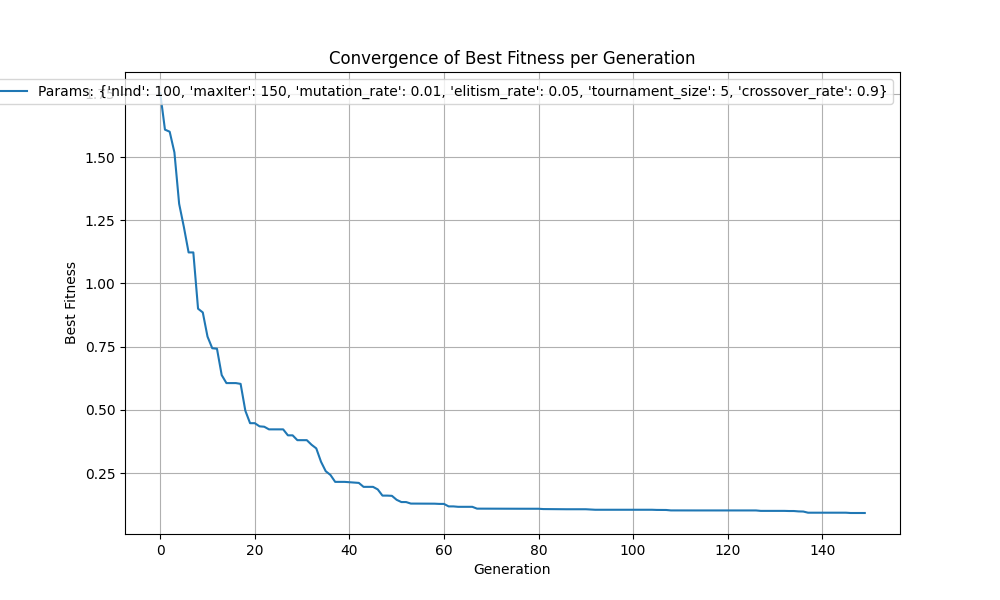 Convergence of Best Fitness per Generation
Params: {'nInd': 100, 'maxIter': 150, 'mutation_rate': 0.01, 'elitism_rate': 0.05, 'tournament_size': 5, 'crossover_rate': 0.9}
1.75
1.50
1.25
1.00
0.75
0.50
0.25
Best Fitness
0 20 40 60 80 100 120 140
Generation